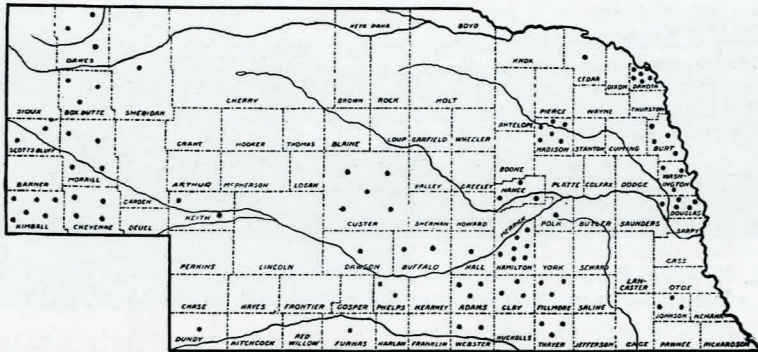 KEYA PAHA BOYD
DAWES KNOX CEDAR DIXON DAKOTA
SIOUX BOX BUTTE SHERIDAN CHERRY BROWN ROCK HOLT PIERCE WAYNE THURSTON
SCOTTS BLUFF GRANT HOOKER THOMAS BLAINE LOUP GARFIELD WHEELER ANTELOPE MADISON STANTON CUMING BURT
BANNER MORRILL GARDEN ARTHUR McPHERSON LOGAN CUSTER VALLEY GREELEY BOONE NANCE PLATTE COLFAX DODGE WASHINGTON
KIMBALL CHEYENNE DEUEL KEITH SHERMAN HOWARD MERRICK POLK BUTLER SAUNDERS DOUGLAS SARPY
PERKINS LINCOLN DAWSON BUFFALO HALL HAMILTON YORK SEWARD LANCASTER CASS OTOE
CHASE HAYES FRONTIER GOSPER PHELPS KEARNEY ADAMS CLAY FILLMORE SALINE JOHNSON NEMAHA
DUNDY HITCHCOCK RED WILLOW FURNAS HARLAN FRANKLIN WEBSTER NUCKOLLS THAYER JEFFERSON GAGE PAWNEE RICHARDSON